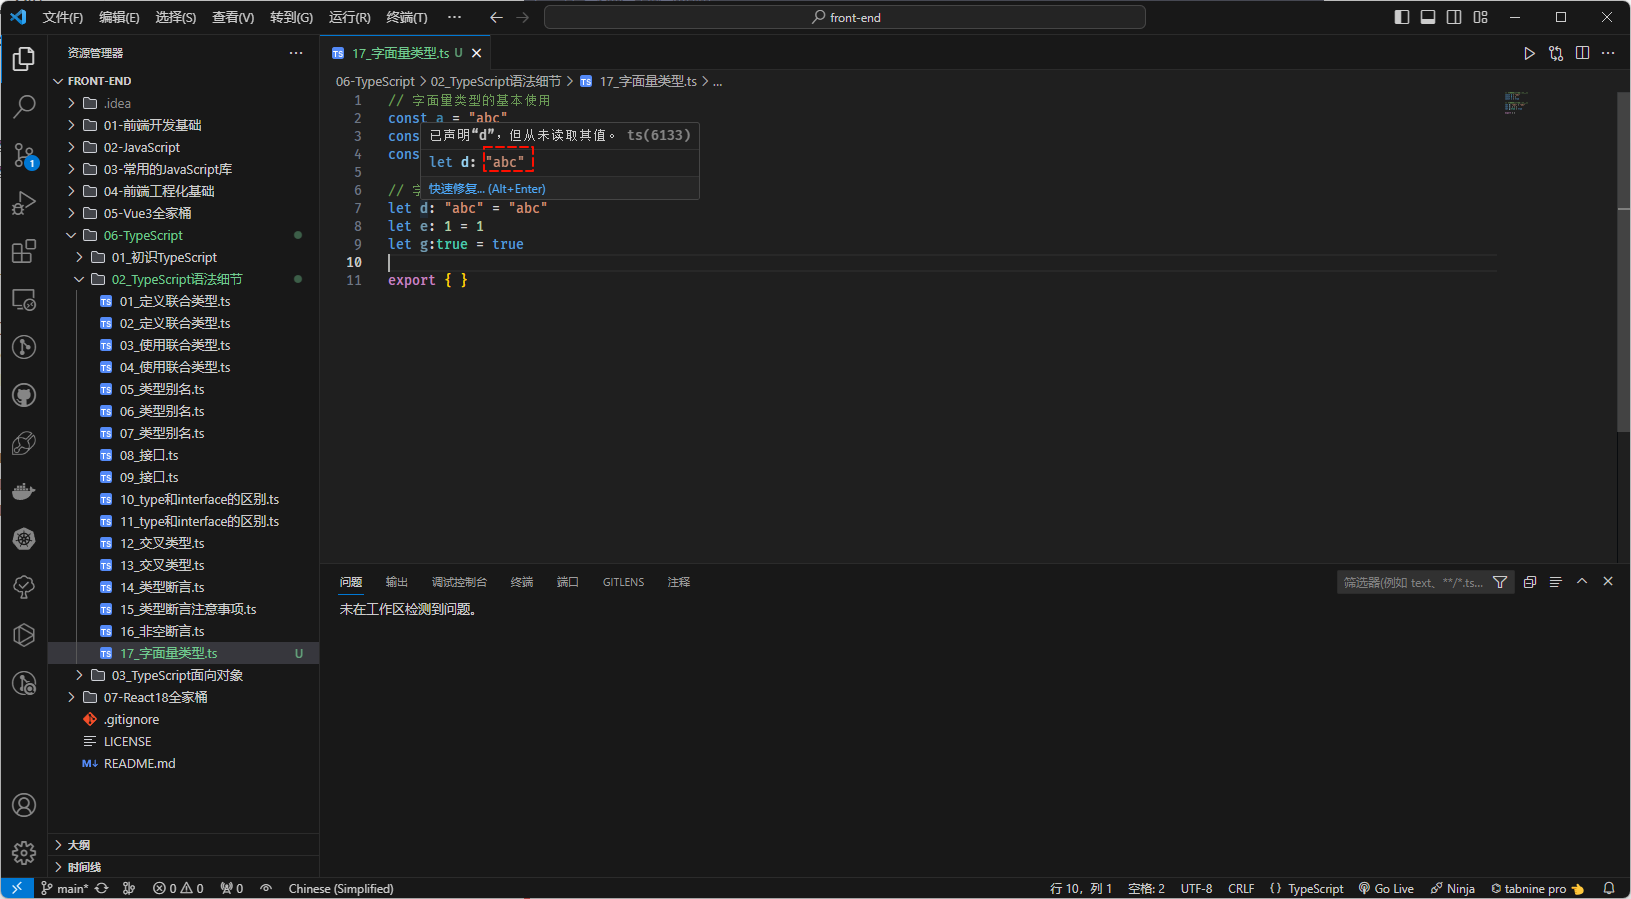 文件(F) 编辑(E) 选择(S) 查看(V) 转到(G) 运行(R) 终端(T) ··· front-end
资源管理器 ···
TS 17_字面量类型.ts U
06-TypeScript > 02_TypeScript语法细节 > TS 17_字面量类型.ts > ...
FRONT-END
.idea
01-前端开发基础
02-JavaScript
03-常用的JavaScript库
04-前端工程化基础
05-Vue3全家桶
06-TypeScript
01_初识TypeScript
02_TypeScript语法细节
TS 01_定义联合类型.ts
TS 02_定义联合类型.ts
TS 03_使用联合类型.ts
TS 04_使用联合类型.ts
TS 05_类型别名.ts
TS 06_类型别名.ts
TS 07_类型别名.ts
TS 08_接口.ts
TS 09_接口.ts
TS 10_type和interface的区别.ts
TS 11_type和interface的区别.ts
TS 12_交叉类型.ts
TS 13_交叉类型.ts
TS 14_类型断言.ts
TS 15_类型断言注意事项.ts
TS 16_非空断言.ts
TS 17_字面量类型.ts U
03_TypeScript面向对象
07-React18全家桶
.gitignore
LICENSE
M↓ README.md
大纲
时间线
1 // 字面量类型的基本使用
2 const a = "abc"
3 cons
4 cons
5
6 //
7 let d: "abc" = "abc"
8 let e: 1 = 1
9 let g:true = true
10
11 export { }
已声明“d”，但从未读取其值。 ts(6133)
let d: "abc"
快速修复... (Alt+Enter)
问题 输出 调试控制台 终端 端口 GITLENS 注释
筛选器(例如 text、**/*.ts...
未在工作区检测到问题。
1
main* 0 0 0 Chinese (Simplified) 行 10，列 1 空格: 2 UTF-8 CRLF { } TypeScript Go Live Ninja tabnine pro